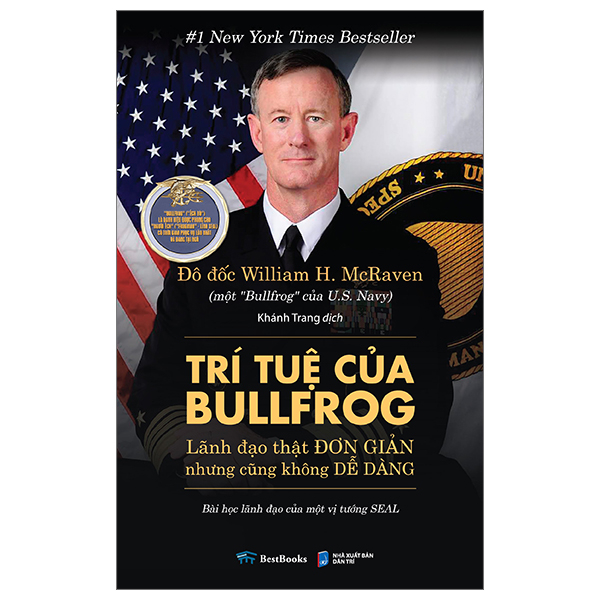 #1 New York Times Bestseller
Đô đốc William H. McRaven
(một "Bullfrog" của U.S. Navy)
Khánh Trang dịch
TRÍ TUỆ CỦA
BULLFROG
Lãnh đạo thật ĐƠN GIẢN
nhưng cũng không DỄ DÀNG
Bài học lãnh đạo của một vị tướng SEAL
BestBooks
NHÀ XUẤT BẢN
DÂN TRÍ